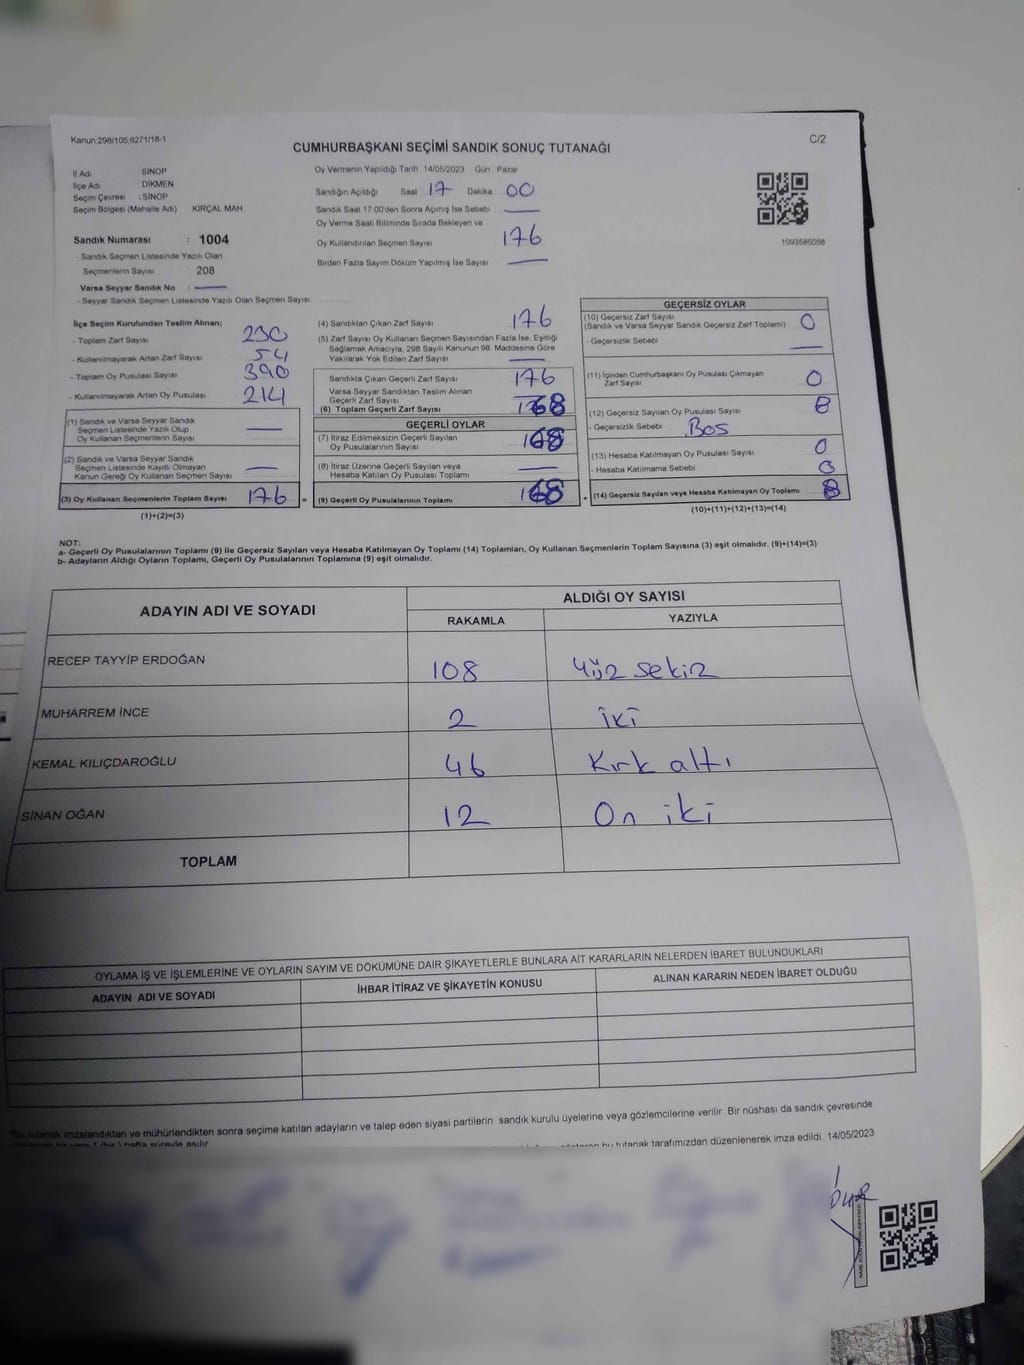 Kanun:298/105,6271/18-1
C/2
CUMHURBAŞKANI SEÇİMİ SANDIK SONUÇ TUTANAĞI
İl Adı SİNOP
İlçe Adı DİKMEN
Seçim Çevresi : SİNOP
Seçim Bölgesi (Mahalle Adı) KIRÇAL MAH.
Sandık Numarası : 1004
- Sandık Seçmen Listesinde Yazılı Olan
Seçmenlerin Sayısı : 208
Varsa Seyyar Sandık No :
- Seyyar Sandık Seçmen Listesinde Yazılı Olan Seçmen Sayısı
Oy Vermenin Yapıldığı Tarih 14/05/2023 Gün Pazar
Sandığın Açıldığı Saat 17 Dakika 00
Sandık Saat 17:00'den Sonra Açımış İse Sebebi
Oy Verme Saati Bitiminde Sırada Bekleyen ve
Oy Kullandırılan Seçmen Sayısı 176
Birden Fazla Sayım Döküm Yapılmış İse Sayısı
1093585058
İlçe Seçim Kurulundan Teslim Alınan;
- Toplam Zarf Sayısı 230
- Kullanılmayarak Artan Zarf Sayısı 54
- Toplam Oy Pusulası Sayısı 390
- Kullanılmayarak Artan Oy Pusulası 214
(1) Sandık ve Varsa Seyyar Sandık
Seçmen Listesinde Yazılı Olup
Oy Kullanan Seçmenlerin Sayısı
(2) Sandık ve Varsa Seyyar Sandık
Seçmen Listesinde Kayıtlı Olmayan
Kanun Gereği Oy Kullanan Seçmen Sayısı
(3) Oy Kullanan Seçmenlerin Toplam Sayısı 176
(1)+(2)=(3)
(4) Sandıktan Çıkan Zarf Sayısı 176
(5) Zarf Sayısı Oy Kullanan Seçmen Sayısından Fazla İse, Eşitliği
Sağlamak Amacıyla, 298 Sayılı Kanunun 98. Maddesine Göre
Yakılarak Yok Edilen Zarf Sayısı
Sandıkta Çıkan Geçerli Zarf Sayısı 176
Varsa Seyyar Sandıktan Teslim Alınan
Geçerli Zarf Sayısı
(6) Toplam Geçerli Zarf Sayısı 168
GEÇERLİ OYLAR
(7) İtiraz Edilmeksizin Geçerli Sayılan
Oy Pusulası Sayısı 168
(8) İtiraz Üzerine Geçerli Sayılan veya
Hesaba Katılan Oy Pusulası Toplamı
(9) Geçerli Oy Pusulalarının Toplamı 168
GEÇERSİZ OYLAR
(10) Geçersiz Zarf Sayısı
(Sandık ve Varsa Seyyar Sandık Geçersiz Zarf Toplamı) 0
- Geçersizlik Sebebi
(11) İçinden Cumhurbaşkanı Oy Pusulası Çıkmayan
Zarf Sayısı 0
(12) Geçersiz Sayılan Oy Pusulası Sayısı 8
- Geçersizlik Sebebi Bos
(13) Hesaba Katılmayan Oy Pusulası Sayısı 0
- Hesaba Katılmama Sebebi 0
(14) Geçersiz Sayılan veya Hesaba Katılmayan Oy Toplamı 8
(10)+(11)+(12)+(13)=(14)
NOT:
a- Geçerli Oy Pusulalarının Toplamı (9) ile Geçersiz Sayılan veya Hesaba Katılmayan Oy Toplamı (14) Toplamları, Oy Kullanan Seçmenlerin Toplam Sayısına (3) eşit olmalıdır. (9)+(14)=(3)
b- Adayların Aldığı Oyların Toplamı, Geçerli Oy Pusulalarının Toplamına (9) eşit olmalıdır.
ADAYIN ADI VE SOYADI
ALDIĞI OY SAYISI
RAKAMLA YAZIYLA
RECEP TAYYİP ERDOĞAN 108 Yüz sekiz
MUHARREM İNCE 2 iki
KEMAL KILIÇDAROĞLU 46 Kırk altı
SİNAN OĞAN 12 On iki
TOPLAM
OYLAMA İŞ VE İŞLEMLERİNE VE OYLARIN SAYIM VE DÖKÜMÜNE DAİR ŞİKAYETLERLE BUNLARA AİT KARARLARIN NELERDEN İBARET BULUNDUKLARI
ADAYIN ADI VE SOYADI
İHBAR İTİRAZ VE ŞİKAYETİN KONUSU
ALINAN KARARIN NEDEN İBARET OLDUĞU
tutanak imzalandıktan ve mühürlendikten sonra seçime katılan adayların ve talep eden siyasi partilerin sandık kurulu üyelerine veya gözlemcilerine verilir. Bir nüshası da sandık çevresinde
bu tutanak tarafımızdan düzenlenerek imza edildi. 14/05/2023